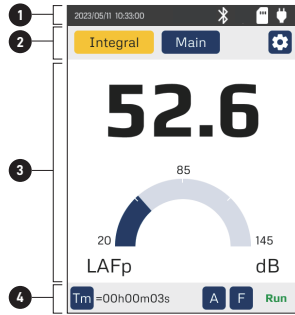 1
2023/05/11 10:33:00
2
Integral Main
3
52.6
85
20 145
LAFp dB
4
Tm =00h00m03s A F Run